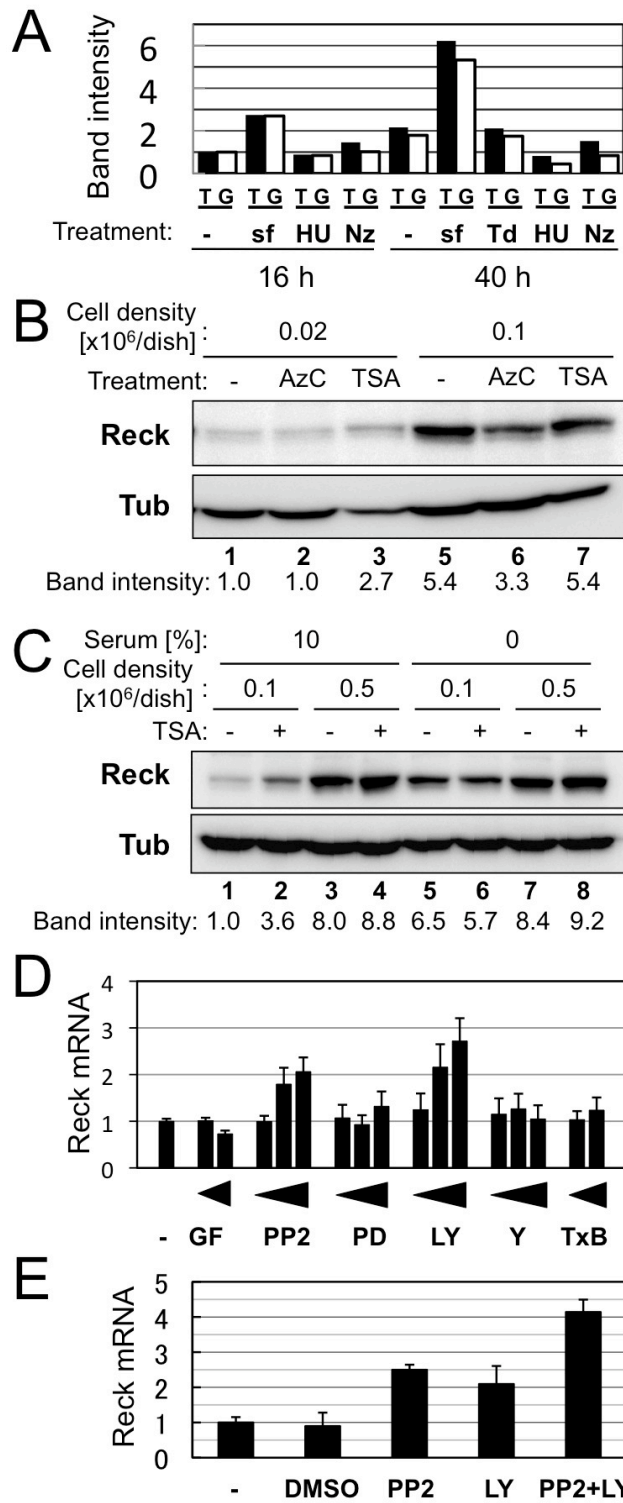 A
Band intensity
6
4
2
0
T G T G T G T G T G T G T G T G T G
Treatment: - sf HU Nz - sf Td HU Nz
16 h 40 h
B
Cell density
[x10⁶/dish] : 0.02 0.1
Treatment: - AzC TSA - AzC TSA
Reck
Tub
1 2 3 5 6 7
Band intensity: 1.0 1.0 2.7 5.4 3.3 5.4
C
Serum [%]: 10 0
Cell density
[x10⁶/dish] : 0.1 0.5 0.1 0.5
TSA: - + - + - + - +
Reck
Tub
1 2 3 4 5 6 7 8
Band intensity: 1.0 3.6 8.0 8.8 6.5 5.7 8.4 9.2
D
Reck mRNA
4
3
2
1
0
- GF PP2 PD LY Y TxB
E
Reck mRNA
5
4
3
2
1
0
- DMSO PP2 LY PP2+LY